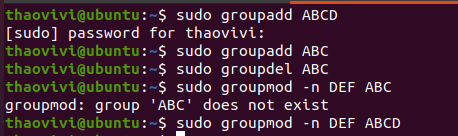 thaovivi@ubuntu:~$ sudo groupadd ABCD
[sudo] password for thaovivi:
thaovivi@ubuntu:~$ sudo groupadd ABC
thaovivi@ubuntu:~$ sudo groupdel ABC
thaovivi@ubuntu:~$ sudo groupmod -n DEF ABC
groupmod: group 'ABC' does not exist
thaovivi@ubuntu:~$ sudo groupmod -n DEF ABCD